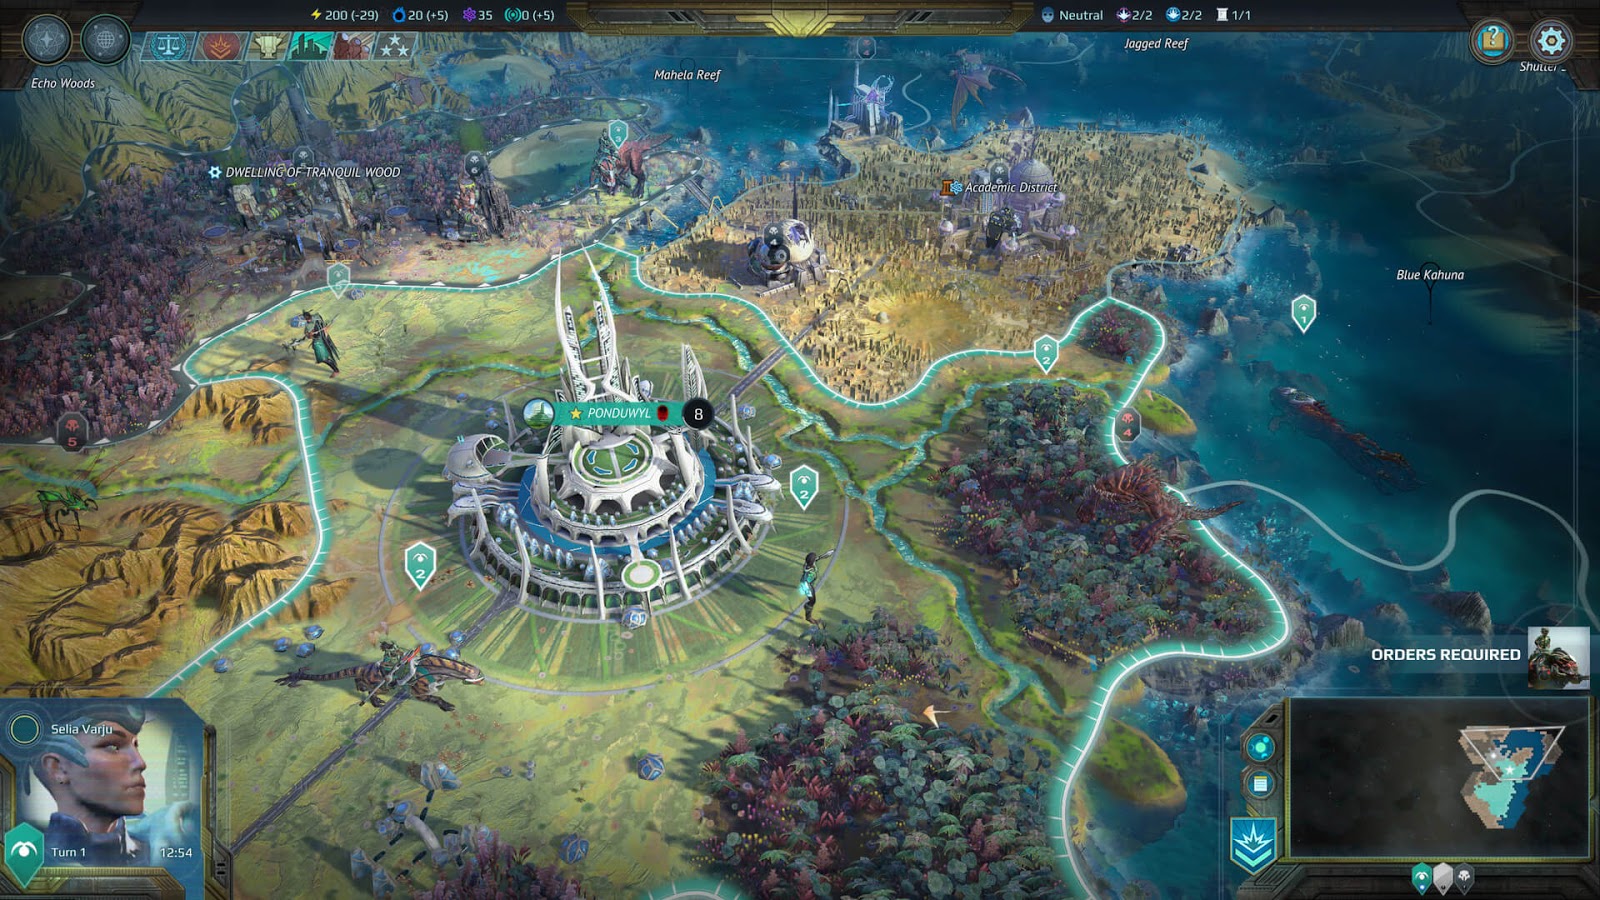 200 (-29) 20 (+5) 35 0 (+5)
Neutral 2/2 2/2 1/1
Echo Woods
Mahela Reef
Jagged Reef
DWELLING OF TRANQUIL WOOD
Academic District
Blue Kahuna
3
1
2
PONDUWYL 8
5
4
2
2
ORDERS REQUIRED
Selia Varju
Turn 1 12:54